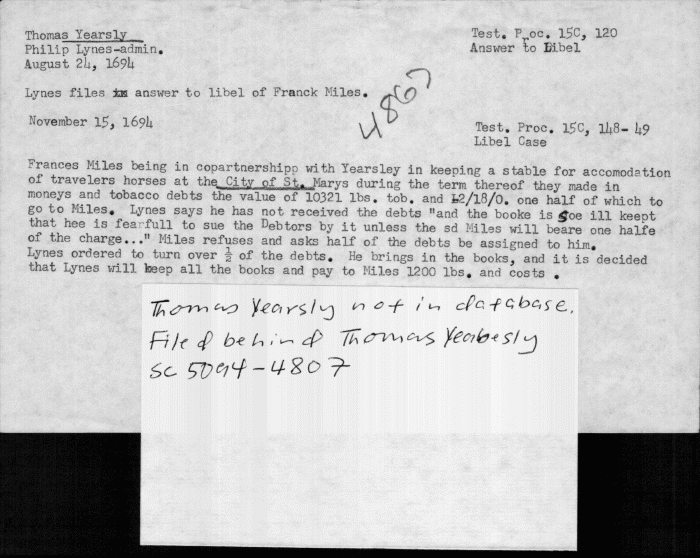 Thomas Yearsly
Philip Lynes-admin.
August 24, 1694
Test. Proc. 15C, 120
Answer to Libel
Lynes files an answer to libel of Franck Miles.
4867
November 15, 1694
Test. Proc. 15C, 148- 49
Libel Case
Frances Miles being in copartnershipp with Yearsley in keeping a stable for accomodation
of travelers horses at the City of St. Marys during the term thereof they made in
moneys and tobacco debts the value of 10321 lbs. tob. and £2/18/0. one half of which to
go to Miles. Lynes says he has not received the debts "and the booke is soe ill keept
that hee is fearfull to sue the Debtors by it unless the sd Miles will beare one halfe
of the charge..." Miles refuses and asks half of the debts be assigned to him.
Lynes ordered to turn over ½ of the debts. He brings in the books, and it is decided
that Lynes will keep all the books and pay to Miles 1200 lbs. and costs .
Thomas Yearsly not in database.
Filed behind Thomas Yeabesly
SC 5094-4807